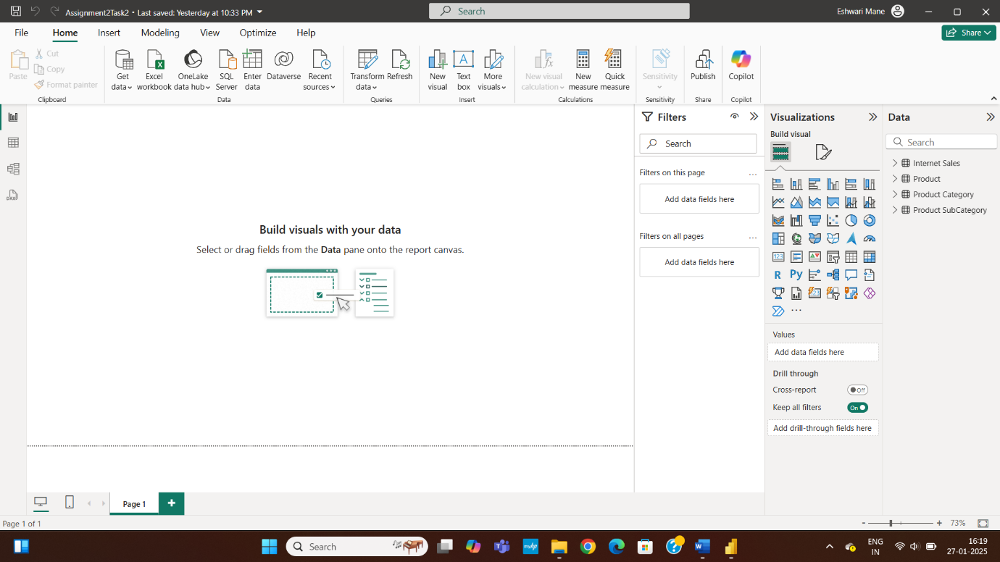 Assignment2Task2 • Last saved: Yesterday at 10:33 PM
Search
Eshwari Mane
File Home Insert Modeling View Optimize Help
Share
Paste
Cut
Copy
Format painter
Clipboard
Get data
Excel workbook
OneLake data hub
SQL Server
Enter data
Dataverse
Recent sources
Data
Transform data
Refresh
Queries
New visual
Text box
More visuals
Insert
New visual calculation
New measure
Quick measure
Calculations
Sensitivity
Sensitivity
Publish
Share
Copilot
Copilot
Build visuals with your data
Select or drag fields from the Data pane onto the report canvas.
Filters
Search
Filters on this page
Add data fields here
Filters on all pages
Add data fields here
Visualizations
Build visual
123
R Py
123
Values
Add data fields here
Drill through
Cross-report
Off
Keep all filters
On
Add drill-through fields here
Data
Search
Internet Sales
Product
Product Category
Product SubCategory
DAX
Page 1
Page 1 of 1
- + 73%
Search
ENG
IN
16:19
27-01-2025